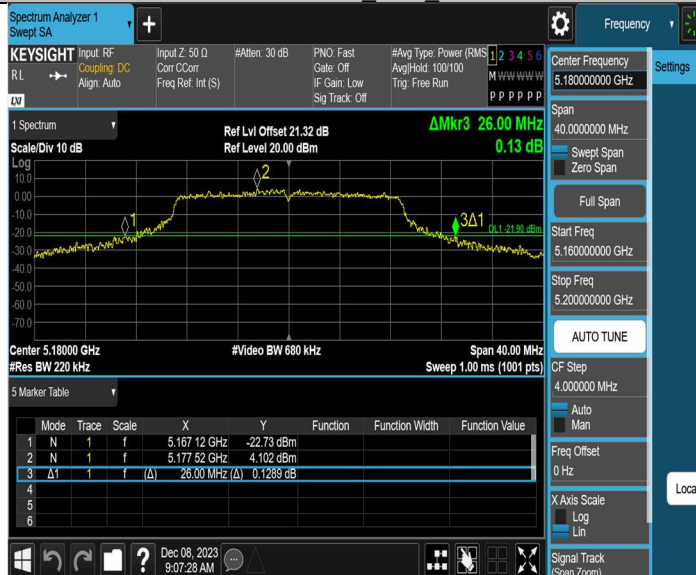 Spectrum Analyzer 1
Swept SA
+
Frequency
KEYSIGHT
RL
LXI
Input: RF
Coupling: DC
Align: Auto
Input Z: 50 Ω
Corr CCorr
Freq Ref: Int (S)
#Atten: 30 dB
PNO: Fast
Gate: Off
IF Gain: Low
Sig Track: Off
#Avg Type: Power (RMS
Avg|Hold: 100/100
Trig: Free Run
1 2 3 4 5 6
M W W W W W
P P P P P P
1 Spectrum
Scale/Div 10 dB
Ref Lvl Offset 21.32 dB
Ref Level 20.00 dBm
ΔMkr3 26.00 MHz
0.13 dB
Log
10.0
0.00
-10.0
-20.0
-30.0
-40.0
-50.0
-60.0
-70.0
1
2
3Δ1
DL1 -21.90 dBm
Center 5.18000 GHz
#Res BW 220 kHz
#Video BW 680 kHz
Span 40.00 MHz
Sweep 1.00 ms (1001 pts)
5 Marker Table
Mode Trace Scale X Y Function Function Width Function Value
1 N 1 f 5.167 12 GHz -22.73 dBm
2 N 1 f 5.177 52 GHz 4.102 dBm
3 Δ1 1 f (Δ) 26.00 MHz (Δ) 0.1289 dB
4
5
6
?
Dec 08, 2023
9:07:28 AM
Center Frequency
5.180000000 GHz
Span
40.0000000 MHz
Swept Span
Zero Span
Full Span
Start Freq
5.160000000 GHz
Stop Freq
5.200000000 GHz
AUTO TUNE
CF Step
4.000000 MHz
Auto
Man
Freq Offset
0 Hz
X Axis Scale
Log
Lin
Signal Track
(Span Zoom)
Settings
Loca